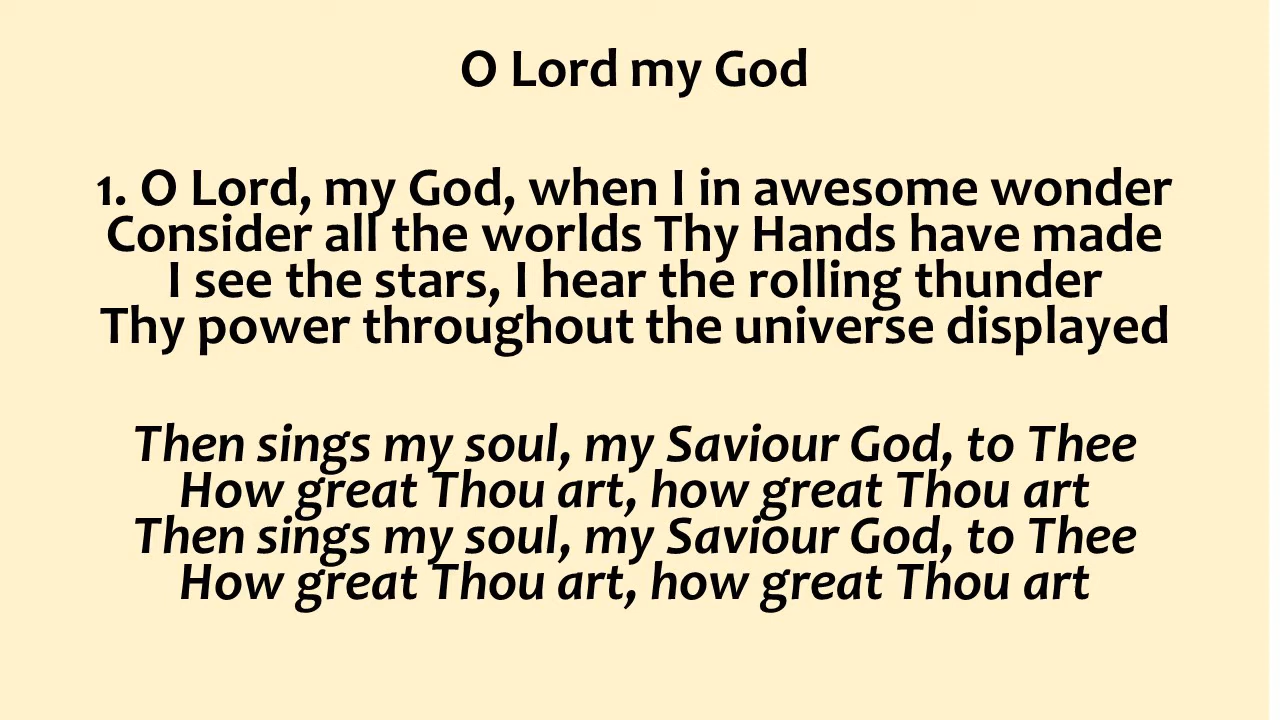 O Lord my God
1. O Lord, my God, when I in awesome wonder
Consider all the worlds Thy Hands have made
I see the stars, I hear the rolling thunder
Thy power throughout the universe displayed
Then sings my soul, my Saviour God, to Thee
How great Thou art, how great Thou art
Then sings my soul, my Saviour God, to Thee
How great Thou art, how great Thou art